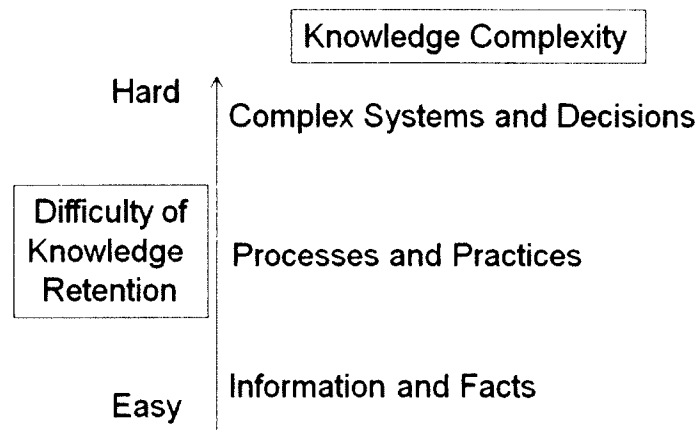 Knowledge Complexity
Hard
Complex Systems and Decisions
Difficulty of
Knowledge
Retention
Processes and Practices
Information and Facts
Easy